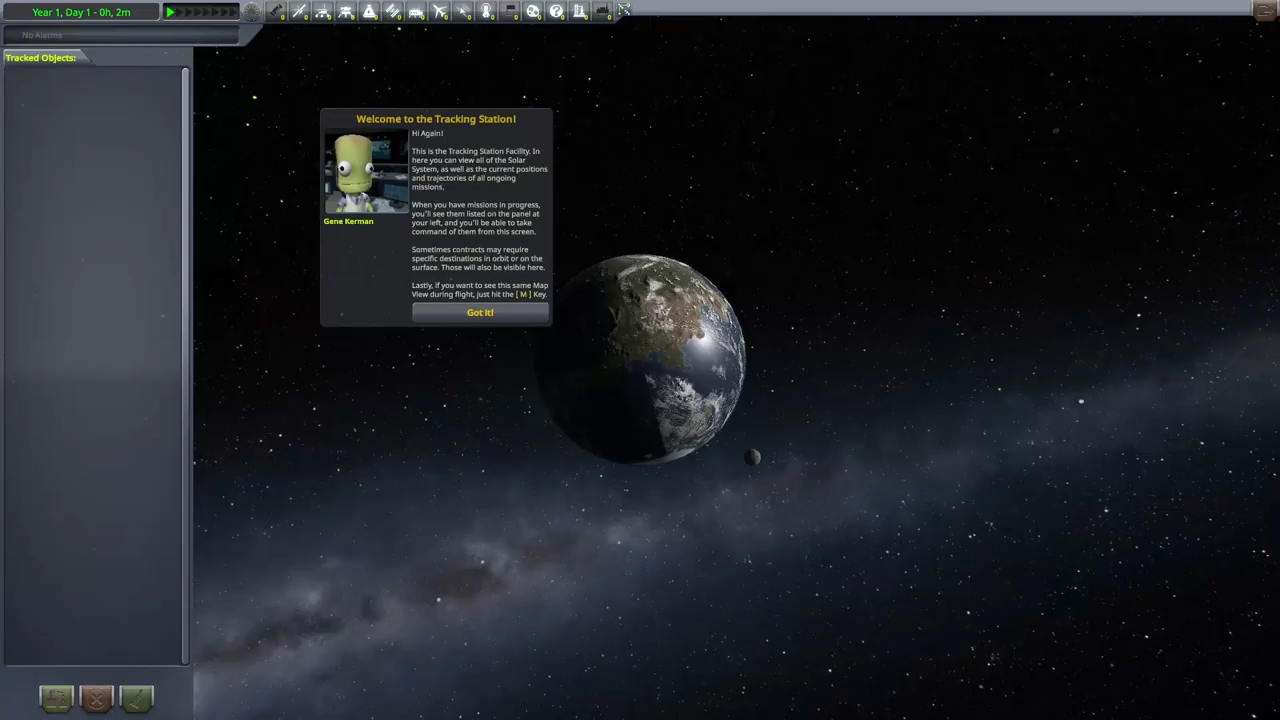 Year 1, Day 1 - 0h, 2m
No Alarms
Tracked Objects:
Welcome to the Tracking Station!
Hi Again!
This is the Tracking Station Facility. In
here you can view all of the Solar
System, as well as the current positions
and trajectories of all ongoing
missions.
When you have missions in progress,
you'll see them listed on the panel at
your left, and you'll be able to take
command of them from this screen.
Sometimes contracts may require
specific destinations in orbit or on the
surface. Those will also be visible here.
Lastly, if you want to see this same Map
View during flight, just hit the [ M ] Key.
Gene Kerman
Got it!